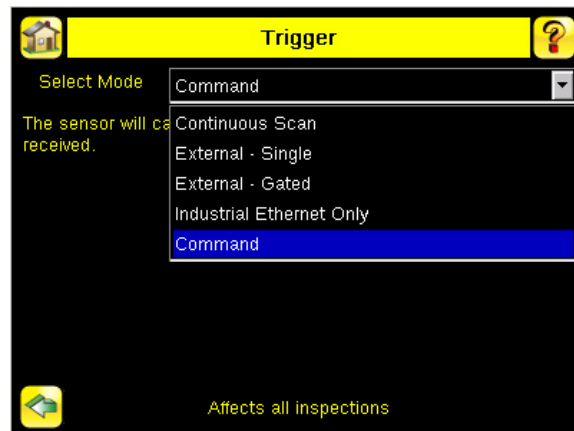 Trigger
?
Select Mode
Command
The sensor will ca
received.
Continuous Scan
External - Single
External - Gated
Industrial Ethernet Only
Command
Affects all inspections